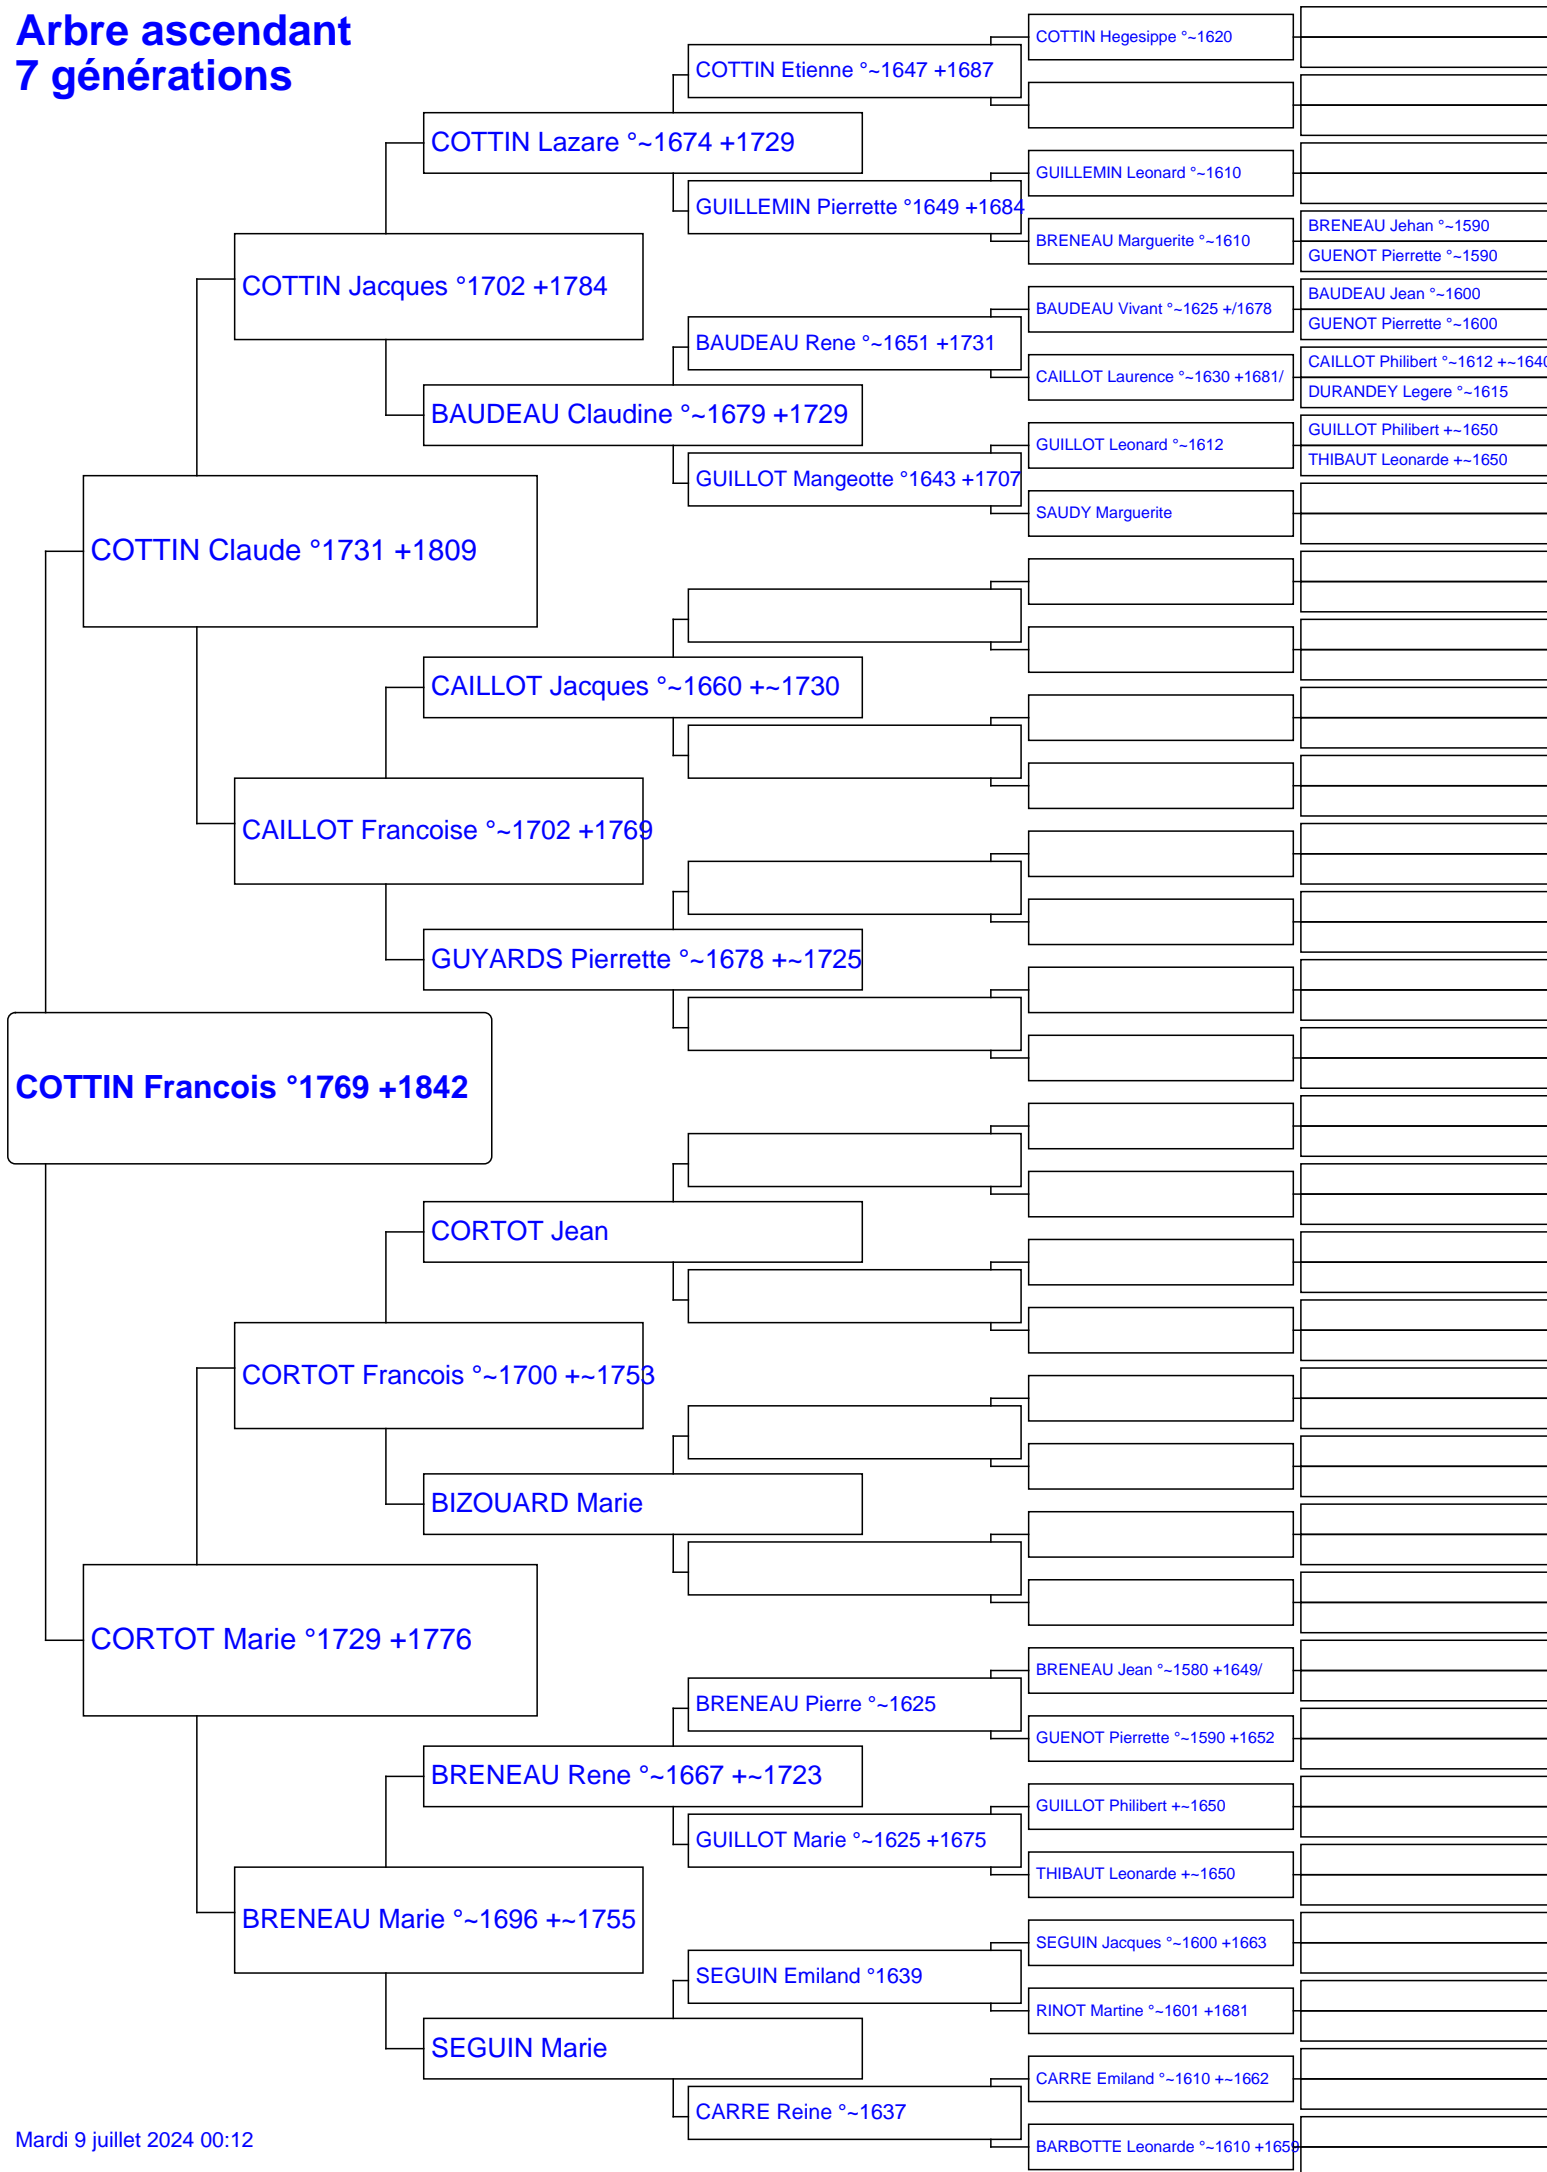 Arbre ascendant
7 générations
COTTIN Hegesippe °~1620
COTTIN Etienne °~1647 +1687
COTTIN Lazare °~1674 +1729
GUILLEMIN Leonard °~1610
GUILLEMIN Pierrette °1649 +1684
BRENEAU Jehan °~1590
BRENEAU Marguerite °~1610
GUENOT Pierrette °~1590
COTTIN Jacques °1702 +1784
BAUDEAU Jean °~1600
BAUDEAU Vivant °~1625 +/1678
GUENOT Pierrette °~1600
BAUDEAU Rene °~1651 +1731
CAILLOT Philibert °~1612 +~1640
CAILLOT Laurence °~1630 +1681/
DURANDEY Legere °~1615
BAUDEAU Claudine °~1679 +1729
GUILLOT Philibert +~1650
GUILLOT Leonard °~1612
THIBAUT Leonarde +~1650
GUILLOT Mangeotte °1643 +1707
SAUDY Marguerite
COTTIN Claude °1731 +1809
CAILLOT Jacques °~1660 +~1730
CAILLOT Francoise °~1702 +1769
GUYARDS Pierrette °~1678 +~1725
COTTIN Francois °1769 +1842
CORTOT Jean
CORTOT Francois °~1700 +~1753
BIZOUARD Marie
CORTOT Marie °1729 +1776
BRENEAU Jean °~1580 +1649/
BRENEAU Pierre °~1625
GUENOT Pierrette °~1590 +1652
BRENEAU Rene °~1667 +~1723
GUILLOT Philibert +~1650
GUILLOT Marie °~1625 +1675
THIBAUT Leonarde +~1650
BRENEAU Marie °~1696 +~1755
SEGUIN Jacques °~1600 +1663
SEGUIN Emiland °1639
RINOT Martine °~1601 +1681
SEGUIN Marie
CARRE Emiland °~1610 +~1662
CARRE Reine °~1637
BARBOTTE Leonarde °~1610 +1659
Mardi 9 juillet 2024 00:12